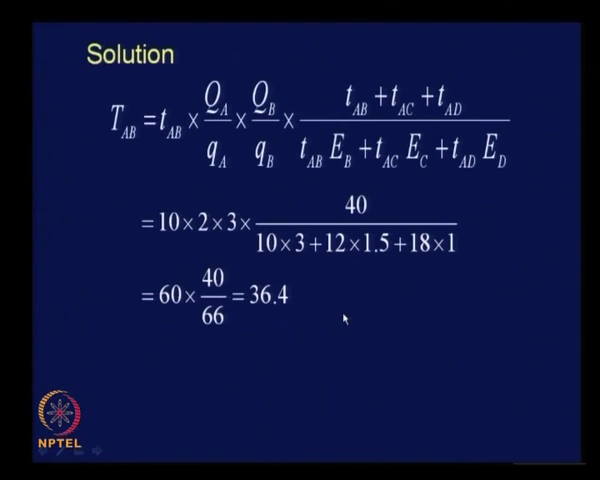 Solution
T_AB = t_AB × Q_A/q_A × Q_B/q_B × (t_AB + t_AC + t_AD)/(t_AB E_B + t_AC E_C + t_AD E_D)
= 10 × 2 × 3 × 40/(10 × 3 + 12 × 1.5 + 18 × 1)
= 60 × 40/66 = 36.4
NPTEL